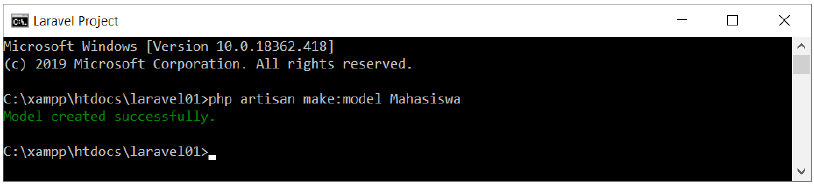 Laravel Project
Microsoft Windows [Version 10.0.18362.418]
(c) 2019 Microsoft Corporation. All rights reserved.
C:\xampp\htdocs\laravel01>php artisan make:model Mahasiswa
Model created successfully.
C:\xampp\htdocs\laravel01>